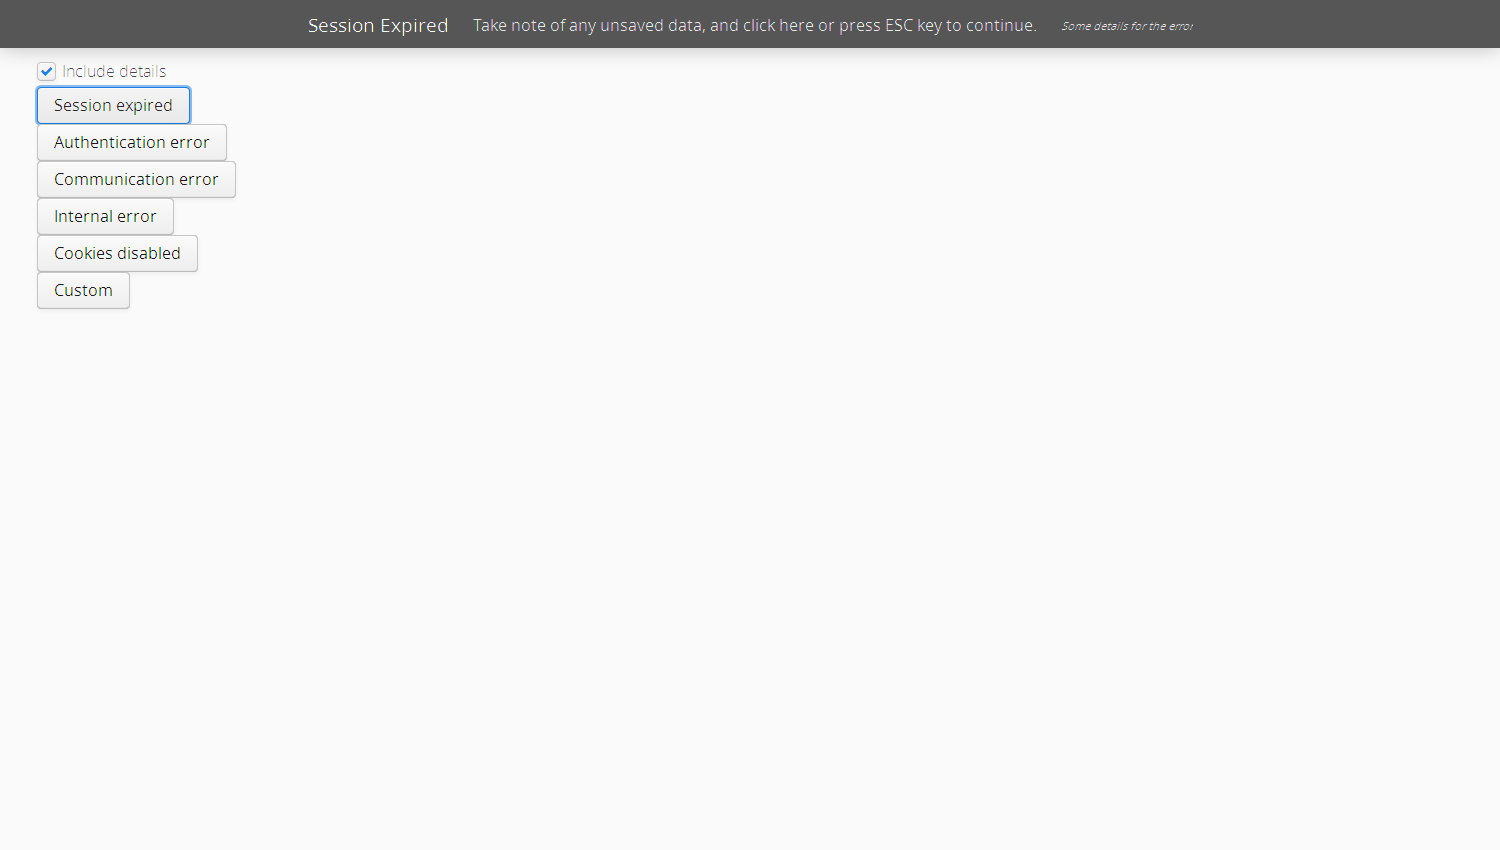 Session Expired Take note of any unsaved data, and click here or press ESC key to continue. Some details for the error
Include details
Session expired
Authentication error
Communication error
Internal error
Cookies disabled
Custom